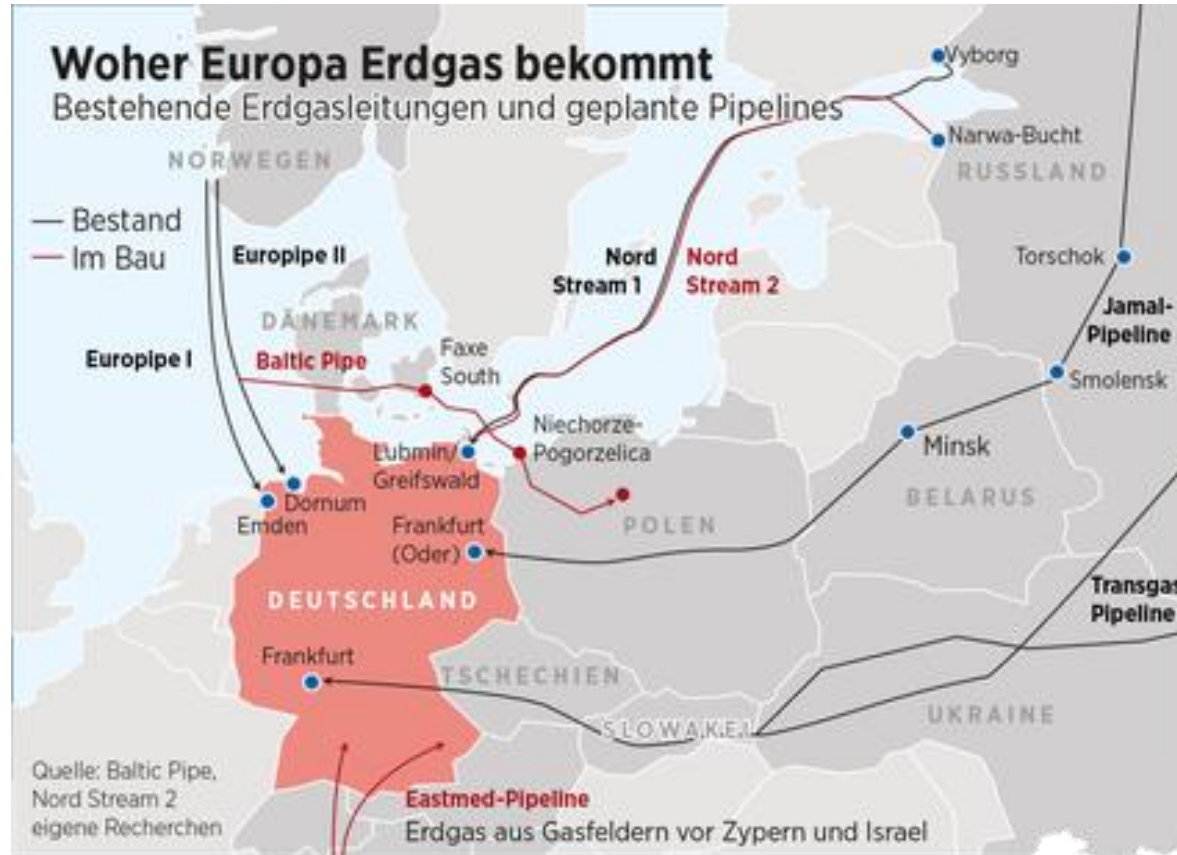 Woher Europa Erdgas bekommt
Bestehende Erdgasleitungen und geplante Pipelines
Vyborg
Narwa-Bucht
NORWEGEN
RUSSLAND
Bestand
Im Bau
Europipe II
Nord
Stream 1
Nord
Stream 2
Torschok
Jamal-
Pipeline
DÄNEMARK
Europipe I
Baltic Pipe
Faxe
South
Smolensk
Niechorze-
Pogorzelica
Minsk
Lubmin/
Greifswald
BELARUS
Dornum
Emden
Frankfurt
(Oder)
POLEN
DEUTSCHLAND
Transgas
Pipeline
Frankfurt
TSCHECHIEN
SLOWAKEI
UKRAINE
Quelle: Baltic Pipe,
Nord Stream 2
eigene Recherchen
Eastmed-Pipeline
Erdgas aus Gasfeldern vor Zypern und Israel